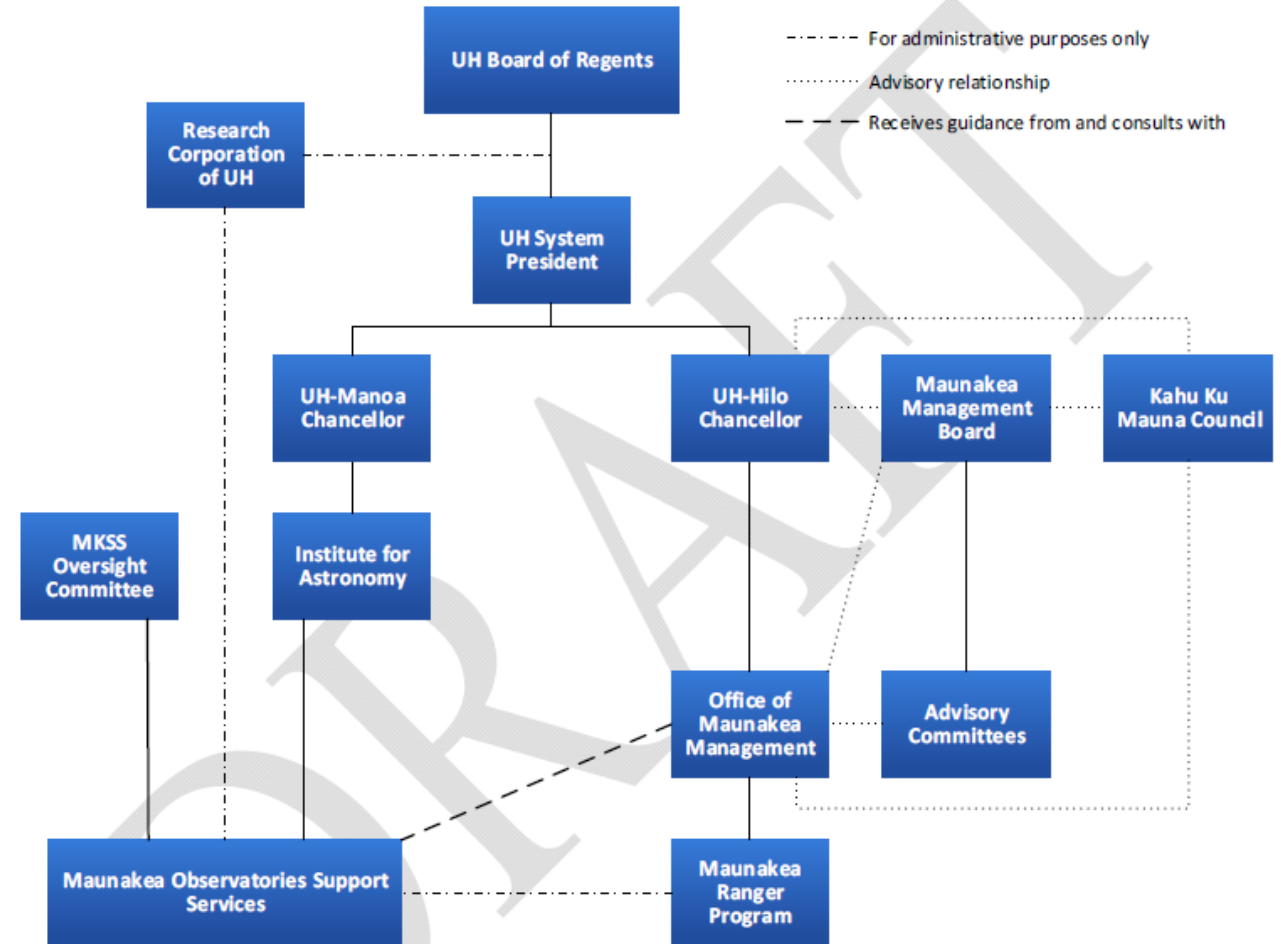 UH Board of Regents
For administrative purposes only
Advisory relationship
Receives guidance from and consults with
Research
Corporation
of UH
UH System
President
UH-Manoa
Chancellor
UH-Hilo
Chancellor
Maunakea
Management
Board
Kahu Ku
Mauna Council
MKSS
Oversight
Committee
Institute for
Astronomy
Office of
Maunakea
Management
Advisory
Committees
Maunakea Observatories Support
Services
Maunakea
Ranger
Program
DRAFT